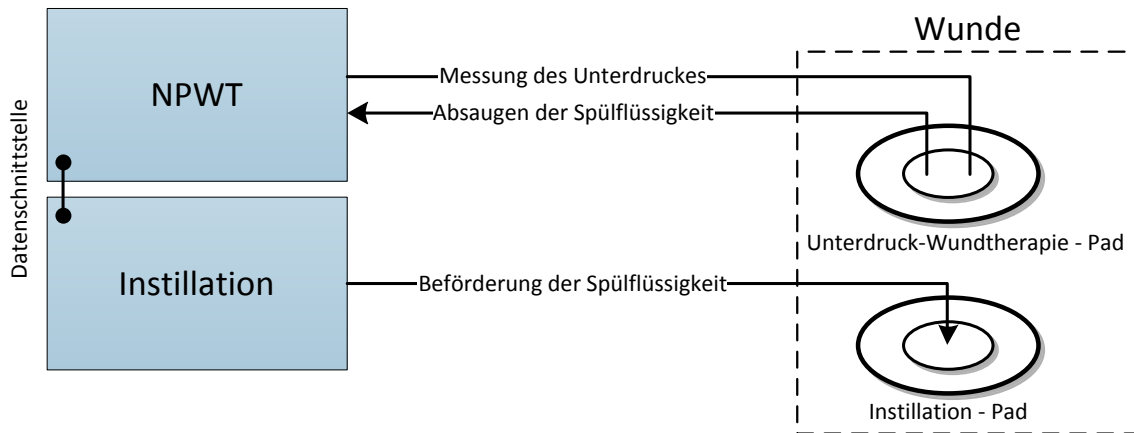 Wunde
NPWT
Messung des Unterdruckes
Absaugen der Spülflüssigkeit
Datenschnittstelle
Unterdruck-Wundtherapie - Pad
Instillation
Beförderung der Spülflüssigkeit
Instillation - Pad